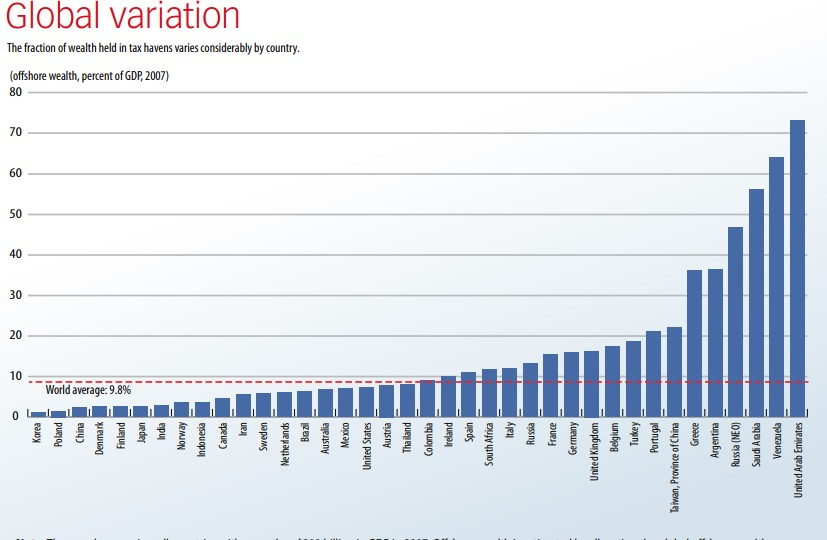 Global variation
The fraction of wealth held in tax havens varies considerably by country.
(offshore wealth, percent of GDP, 2007)
80
70
60
50
40
30
20
10
World average: 9.8%
0
Korea
Poland
China
Denmark
Finland
Japan
India
Norway
Indonesia
Canada
Iran
Sweden
Netherlands
Brazil
Australia
Mexico
United States
Austria
Thailand
Colombia
Ireland
Spain
South Africa
Italy
Russia
France
Germany
United Kingdom
Belgium
Turkey
Portugal
Taiwan, Province of China
Greece
Argentina
Russia (NEO)
Saudi Arabia
Venezuela
United Arab Emirates